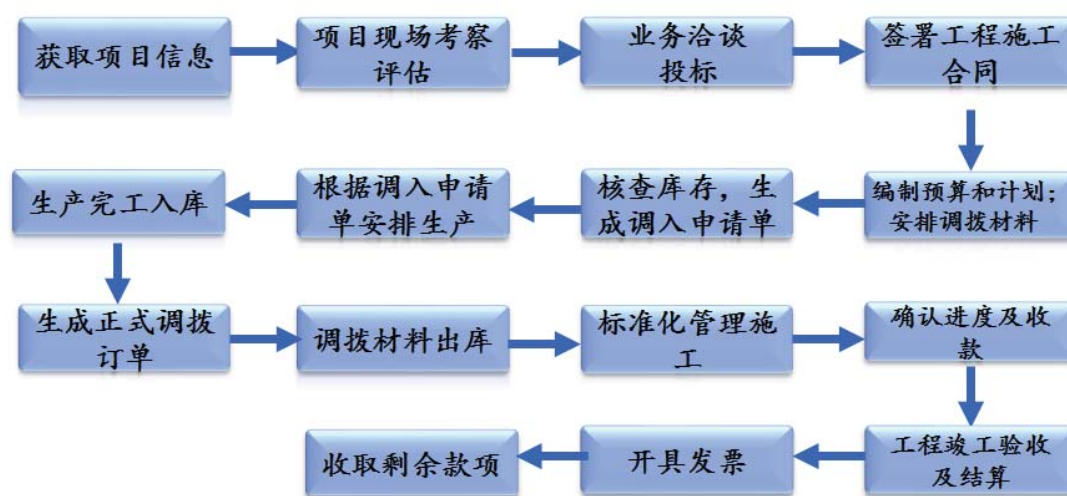 获取项目信息
项目现场考察
评估
业务洽谈
投标
签署工程施工
合同
编制预算和计划;
安排调拨材料
核查库存，生
成调入申请单
根据调入申请
单安排生产
生产完工入库
生成正式调拨
订单
调拨材料出库
标准化管理施
工
确认进度及收
款
工程竣工验收
及结算
开具发票
收取剩余款项